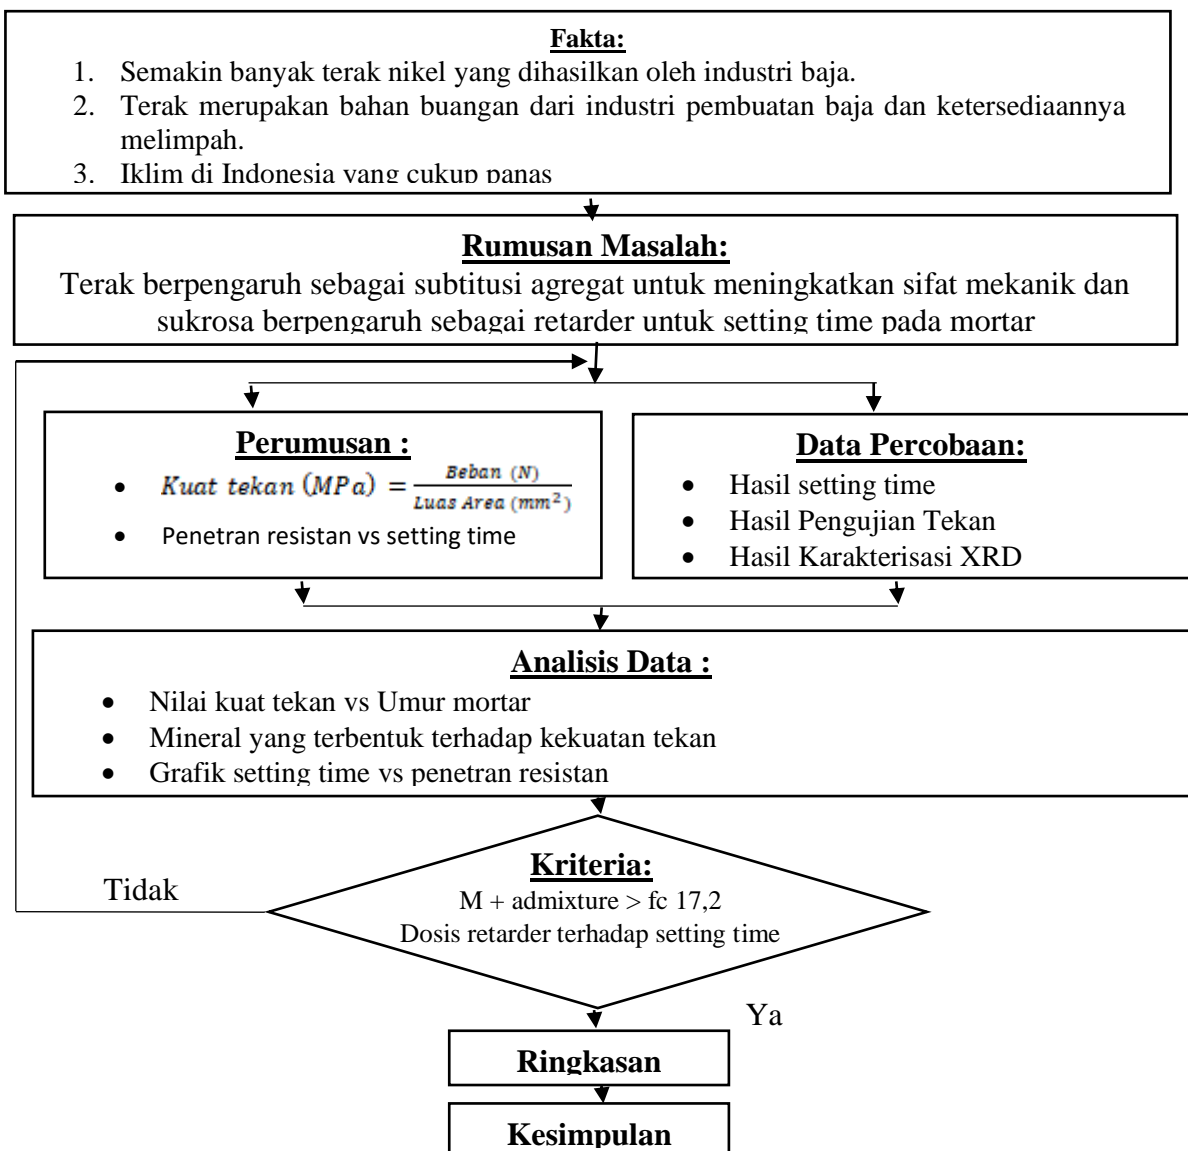 Fakta:
1. Semakin banyak terak nikel yang dihasilkan oleh industri baja.
2. Terak merupakan bahan buangan dari industri pembuatan baja dan ketersediaannya
melimpah.
3. Iklim di Indonesia yang cukup panas
Rumusan Masalah:
Terak berpengaruh sebagai subtitusi agregat untuk meningkatkan sifat mekanik dan
sukrosa berpengaruh sebagai retarder untuk setting time pada mortar
Perumusan :
• Kuat tekan (MPa) = Beban (N) / Luas Area (mm²)
• Penetran resistan vs setting time
Data Percobaan:
• Hasil setting time
• Hasil Pengujian Tekan
• Hasil Karakterisasi XRD
Analisis Data :
• Nilai kuat tekan vs Umur mortar
• Mineral yang terbentuk terhadap kekuatan tekan
• Grafik setting time vs penetran resistan
Kriteria:
M + admixture > fc 17,2
Dosis retarder terhadap setting time
Tidak
Ya
Ringkasan
Kesimpulan